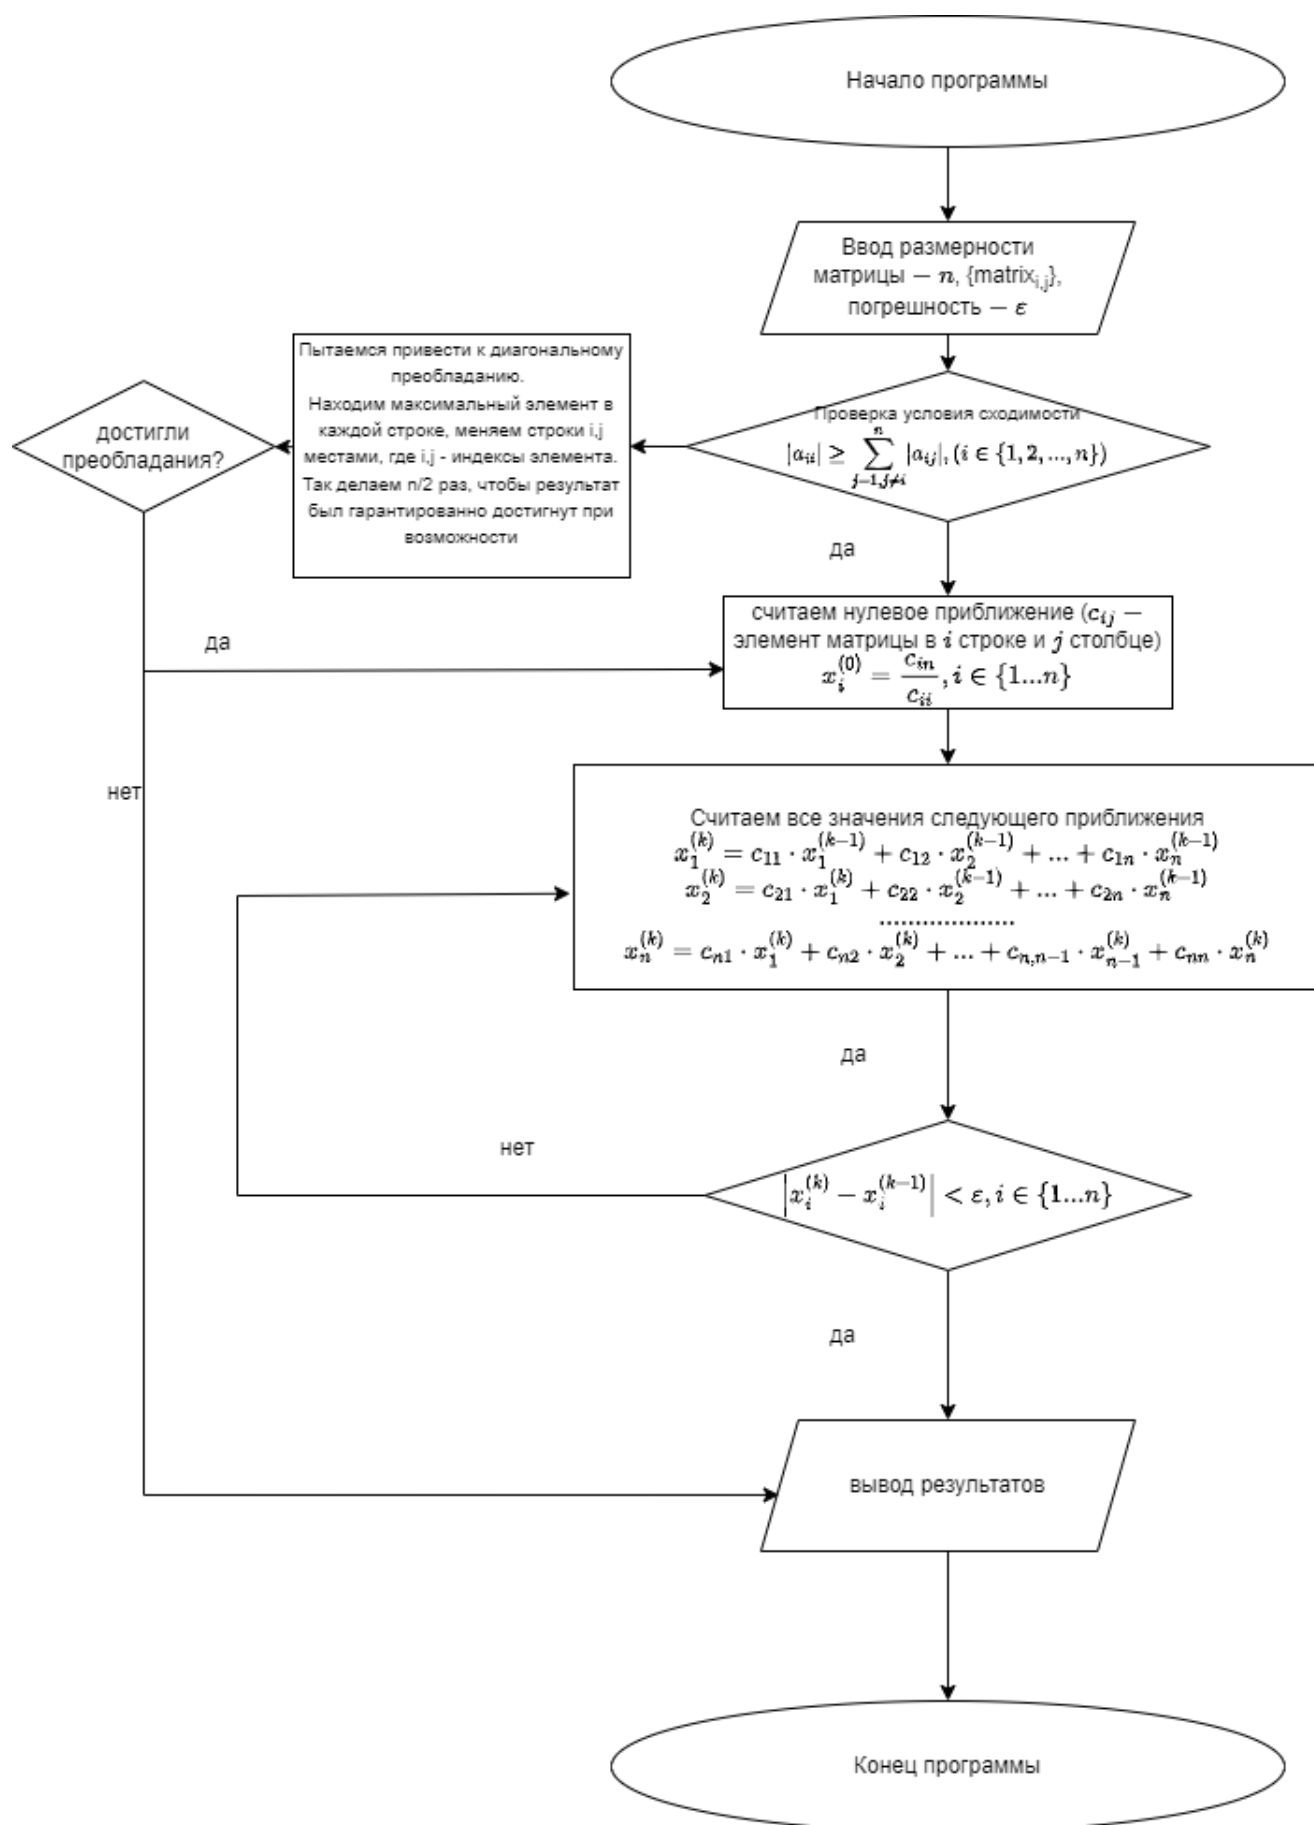 Начало программы
Ввод размерности
матрицы — n, {matrix_{i,j}},
погрешность — ε
Проверка условия сходимости
|a_{ii}| ≥ \sum_{j-1, j≠i}^{n} |a_{ij}|, (i ∈ {1, 2, ..., n})
Пытаемся привести к диагональному
преобладанию.
Находим максимальный элемент в
каждой строке, меняем строки i,j
местами, где i,j - индексы элемента.
Так делаем n/2 раз, чтобы результат
был гарантированно достигнут при
возможности
достигли
преобладания?
да
да
нет
считаем нулевое приближение (c_{ij} —
элемент матрицы в i строке и j столбце)
x_i^{(0)} = \frac{c_{in}}{c_{ii}}, i ∈ {1...n}
Считаем все значения следующего приближения
x_1^{(k)} = c_{11} · x_1^{(k-1)} + c_{12} · x_2^{(k-1)} + ... + c_{1n} · x_n^{(k-1)}
x_2^{(k)} = c_{21} · x_1^{(k)} + c_{22} · x_2^{(k-1)} + ... + c_{2n} · x_n^{(k-1)}
...................
x_n^{(k)} = c_{n1} · x_1^{(k)} + c_{n2} · x_2^{(k)} + ... + c_{n,n-1} · x_{n-1}^{(k)} + c_{nn} · x_n^{(k)}
да
нет
|x_i^{(k)} - x_i^{(k-1)}| < ε, i ∈ {1...n}
да
вывод результатов
Конец программы